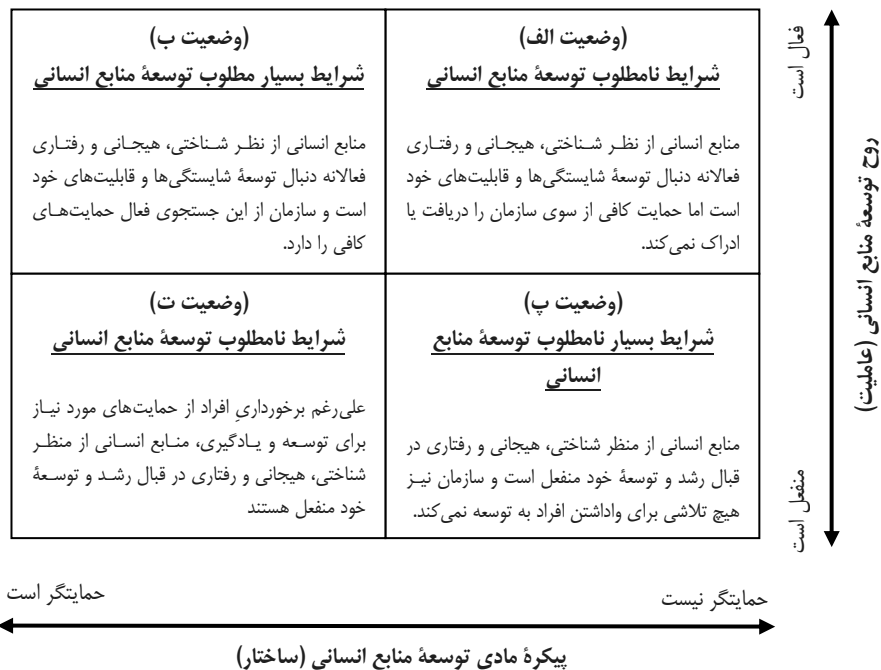 (وضعیت الف)
شرایط نامطلوب توسعهٔ منابع انسانی
منابع انسانی از نظر شناختی، هیجانی و رفتاری
فعالانه دنبال توسعهٔ شایستگی‌ها و قابلیت‌های خود
است اما حمایت کافی از سوی سازمان را دریافت یا
ادراک نمی‌کند.
(وضعیت ب)
شرایط بسیار مطلوب توسعهٔ منابع انسانی
منابع انسانی از نظر شناختی، هیجانی و رفتاری
فعالانه دنبال توسعهٔ شایستگی‌ها و قابلیت‌های خود
است و سازمان از این جستجوی فعال حمایت‌های
کافی را دارد.
(وضعیت پ)
شرایط بسیار نامطلوب توسعهٔ منابع
انسانی
منابع انسانی از منظر شناختی، هیجانی و رفتاری در
قبال رشد و توسعهٔ خود منفعل است و سازمان نیز
هیچ تلاشی برای واداشتن افراد به توسعه نمی‌کند.
(وضعیت ت)
شرایط نامطلوب توسعهٔ منابع انسانی
علی‌رغم برخورداریِ افراد از حمایت‌های مورد نیاز
برای توسعه و یادگیری، منابع انسانی از منظر
شناختی، هیجانی و رفتاری در قبال رشد و توسعهٔ
خود منفعل هستند
فعال است
روح توسعهٔ منابع انسانی (عاملیت)
منفعل است
حمایتگر نیست
حمایتگر است
پیکرهٔ مادی توسعهٔ منابع انسانی (ساختار)